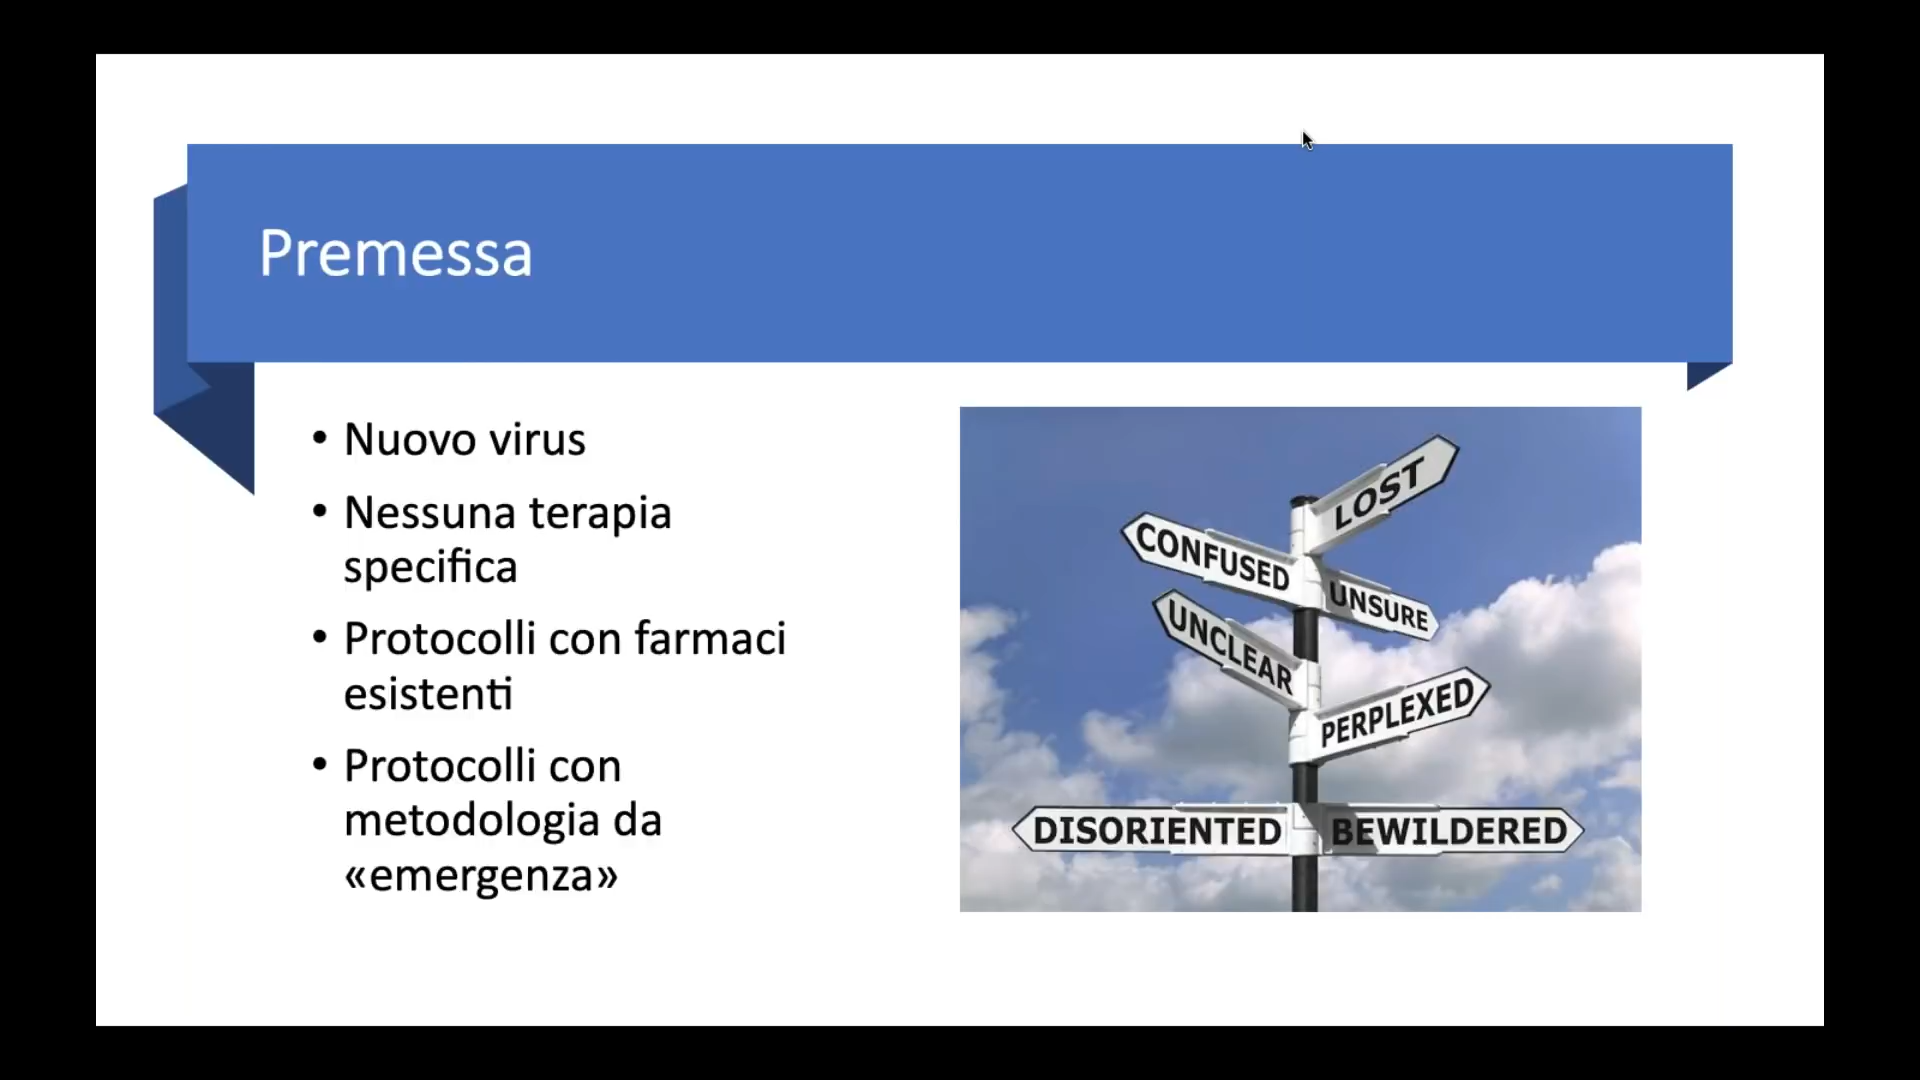 Premessa
• Nuovo virus
• Nessuna terapia
specifica
• Protocolli con farmaci
esistenti
• Protocolli con
metodologia da
«emergenza»
LOST
CONFUSED
UNSURE
UNCLEAR
PERPLEXED
DISORIENTED
BEWILDERED